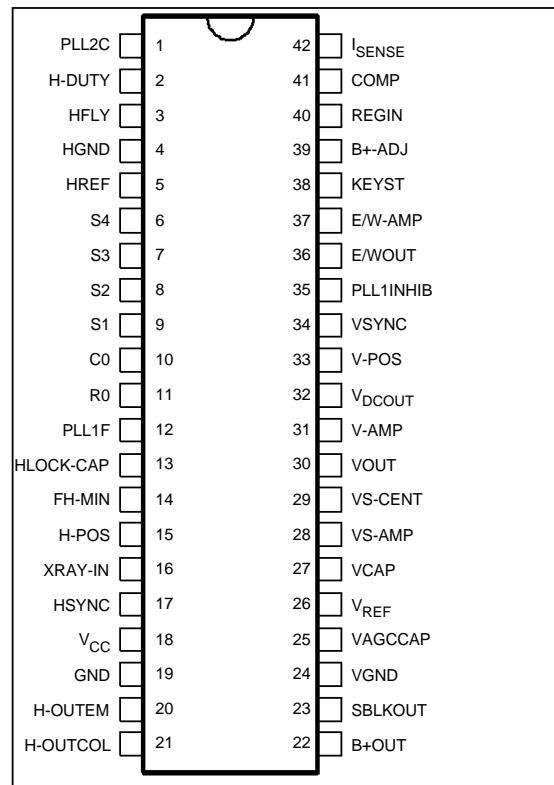 PLL2C 1 42 I_SENSE
H-DUTY 2 41 COMP
HFLY 3 40 REGIN
HGND 4 39 B+-ADJ
HREF 5 38 KEYST
S4 6 37 E/W-AMP
S3 7 36 E/WOUT
S2 8 35 PLL1INHIB
S1 9 34 VSYNC
C0 10 33 V-POS
R0 11 32 V_DCOUT
PLL1F 12 31 V-AMP
HLOCK-CAP 13 30 VOUT
FH-MIN 14 29 VS-CENT
H-POS 15 28 VS-AMP
XRAY-IN 16 27 VCAP
HSYNC 17 26 V_REF
V_CC 18 25 VAGCCAP
GND 19 24 VGND
H-OUTEM 20 23 SBLKOUT
H-OUTCOL 21 22 B+OUT